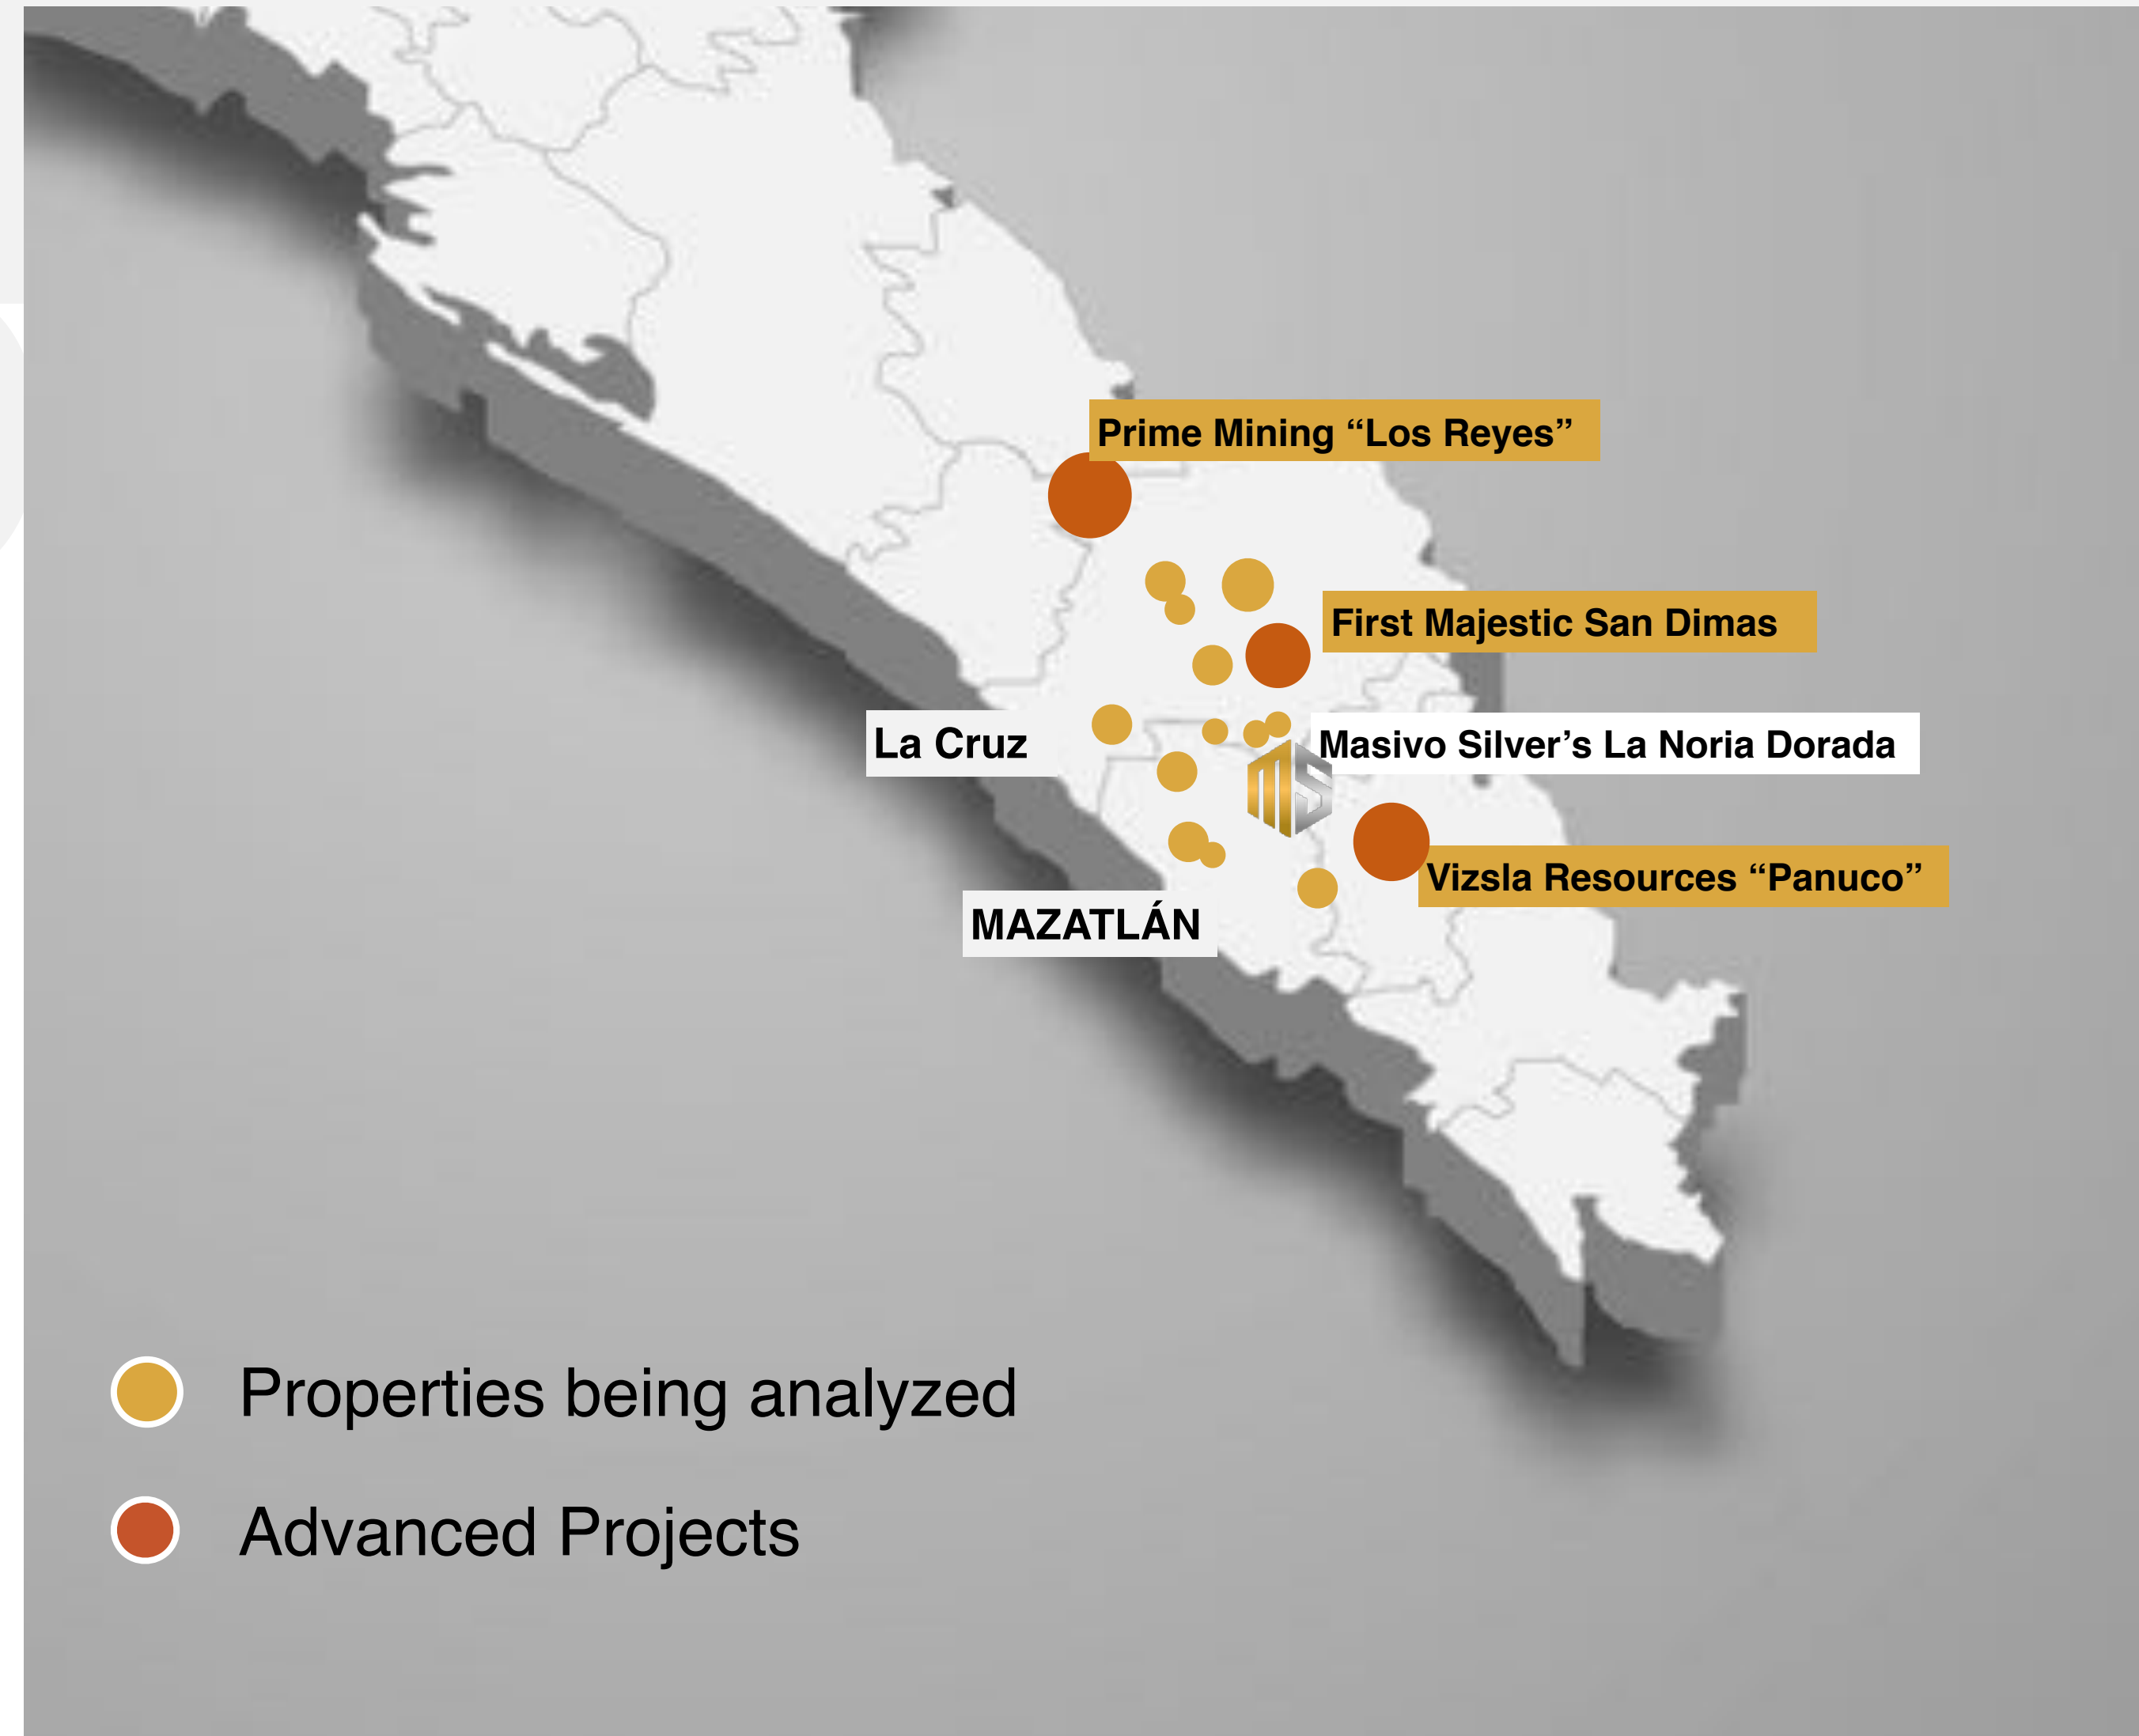 Prime Mining “Los Reyes”
First Majestic San Dimas
La Cruz
Masivo Silver’s La Noria Dorada
MS
Vizsla Resources “Panuco”
MAZATLÁN
Properties being analyzed
Advanced Projects